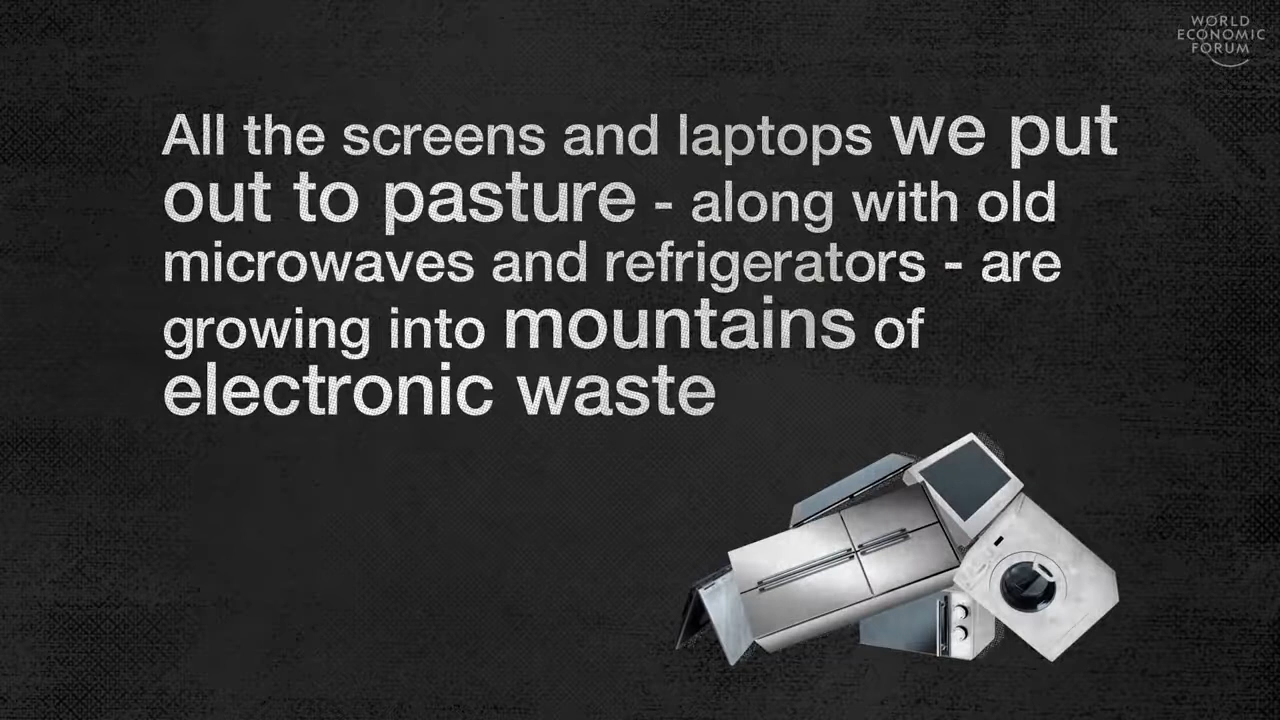 WORLD
ECONOMIC
FORUM
All the screens and laptops we put
out to pasture - along with old
microwaves and refrigerators - are
growing into mountains of
electronic waste